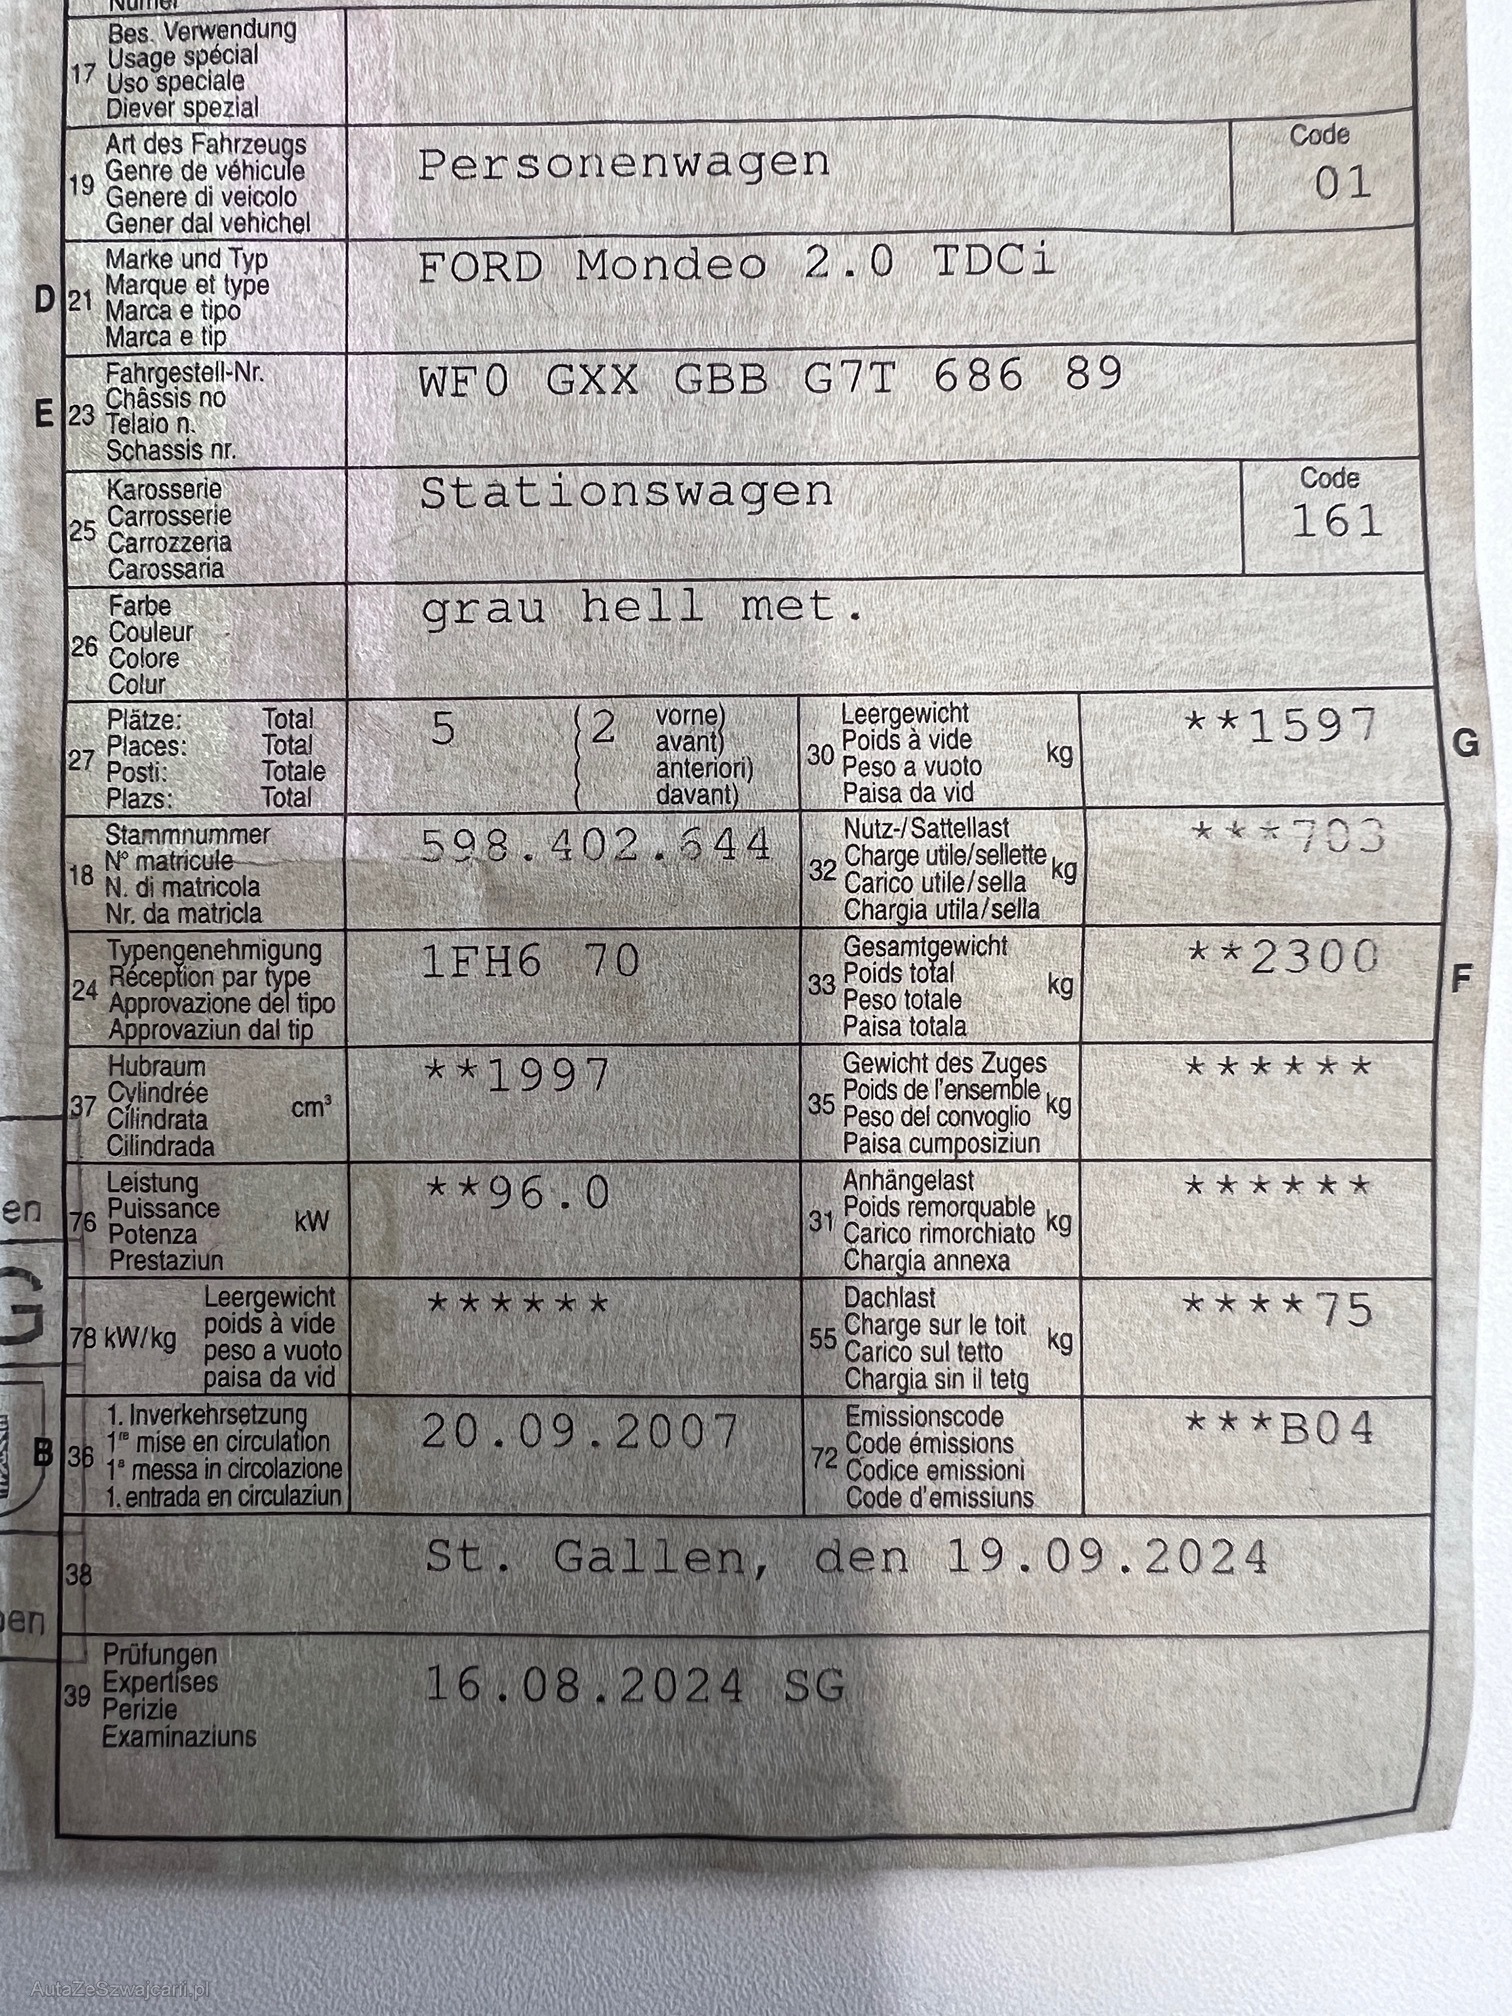 Numer
17
Bes. Verwendung
Usage spécial
Uso speciale
Diever spezial
19
Art des Fahrzeugs
Genre de véhicule
Genere di veicolo
Gener dal vehichel
Personenwagen
Code
01
D
21
Marke und Typ
Marque et type
Marca e tipo
Marca e tip
FORD Mondeo 2.0 TDCi
E
23
Fahrgestell-Nr.
Châssis no
Telaio n.
Schassis nr.
WF0 GXX GBB G7T 686 89
25
Karosserie
Carrosserie
Carrozzeria
Carossaria
Stationswagen
Code
161
26
Farbe
Couleur
Colore
Colur
grau hell met.
27
Plätze: Total
Places: Total
Posti: Totale
Plazs: Total
5
(2 vorne)
( avant)
( anteriori)
( davant)
30
Leergewicht
Poids à vide
Peso a vuoto
Paisa da vid
kg
**1597
G
18
Stammnummer
N° matricule
N. di matricola
Nr. da matricla
598.402.644
32
Nutz-/Sattellast
Charge utile/sellette
Carico utile/sella
Chargia utila/sella
kg
***703
24
Typengenehmigung
Réception par type
Approvazione del tipo
Approvaziun dal tip
1FH6 70
33
Gesamtgewicht
Poids total
Peso totale
Paisa totala
kg
**2300
F
37
Hubraum
Cylindrée
Cilindrata
Cilindrada
cm³
**1997
35
Gewicht des Zuges
Poids de l'ensemble
Peso del convoglio
Paisa cumposiziun
kg
******
76
Leistung
Puissance
Potenza
Prestaziun
kW
**96.0
31
Anhängelast
Poids remorquable
Carico rimorchiato
Chargia annexa
kg
******
78 kW/kg
Leergewicht
poids à vide
peso a vuoto
paisa da vid
******
55
Dachlast
Charge sur le toit
Carico sul tetto
Chargia sin il tetg
kg
****75
B
36
1. Inverkehrsetzung
1re mise en circulation
1a messa in circolazione
1. entrada en circulaziun
20.09.2007
72
Emissionscode
Code émissions
Codice emissioni
Code d'emissiuns
***B04
38
St. Gallen, den 19.09.2024
39
Prüfungen
Expertises
Perizie
Examinaziuns
16.08.2024 SG
en
G
AutaZeSzwajcarii.pl